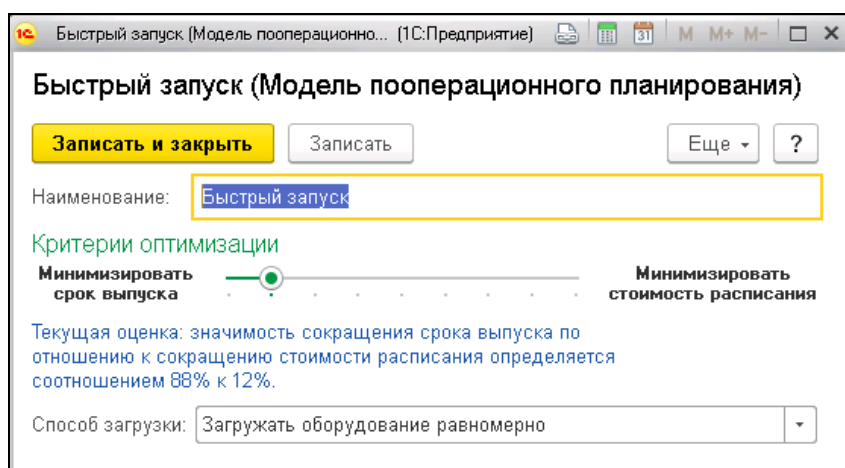 1С Быстрый запуск (Модель пооперационно... (1С:Предприятие) 31 M M+ M-
Быстрый запуск (Модель пооперационного планирования)
Записать и закрыть Записать Еще ?
Наименование: Быстрый запуск
Критерии оптимизации
Минимизировать Минимизировать
срок выпуска стоимость расписания
Текущая оценка: значимость сокращения срока выпуска по
отношению к сокращению стоимости расписания определяется
соотношением 88% к 12%.
Способ загрузки: Загружать оборудование равномерно